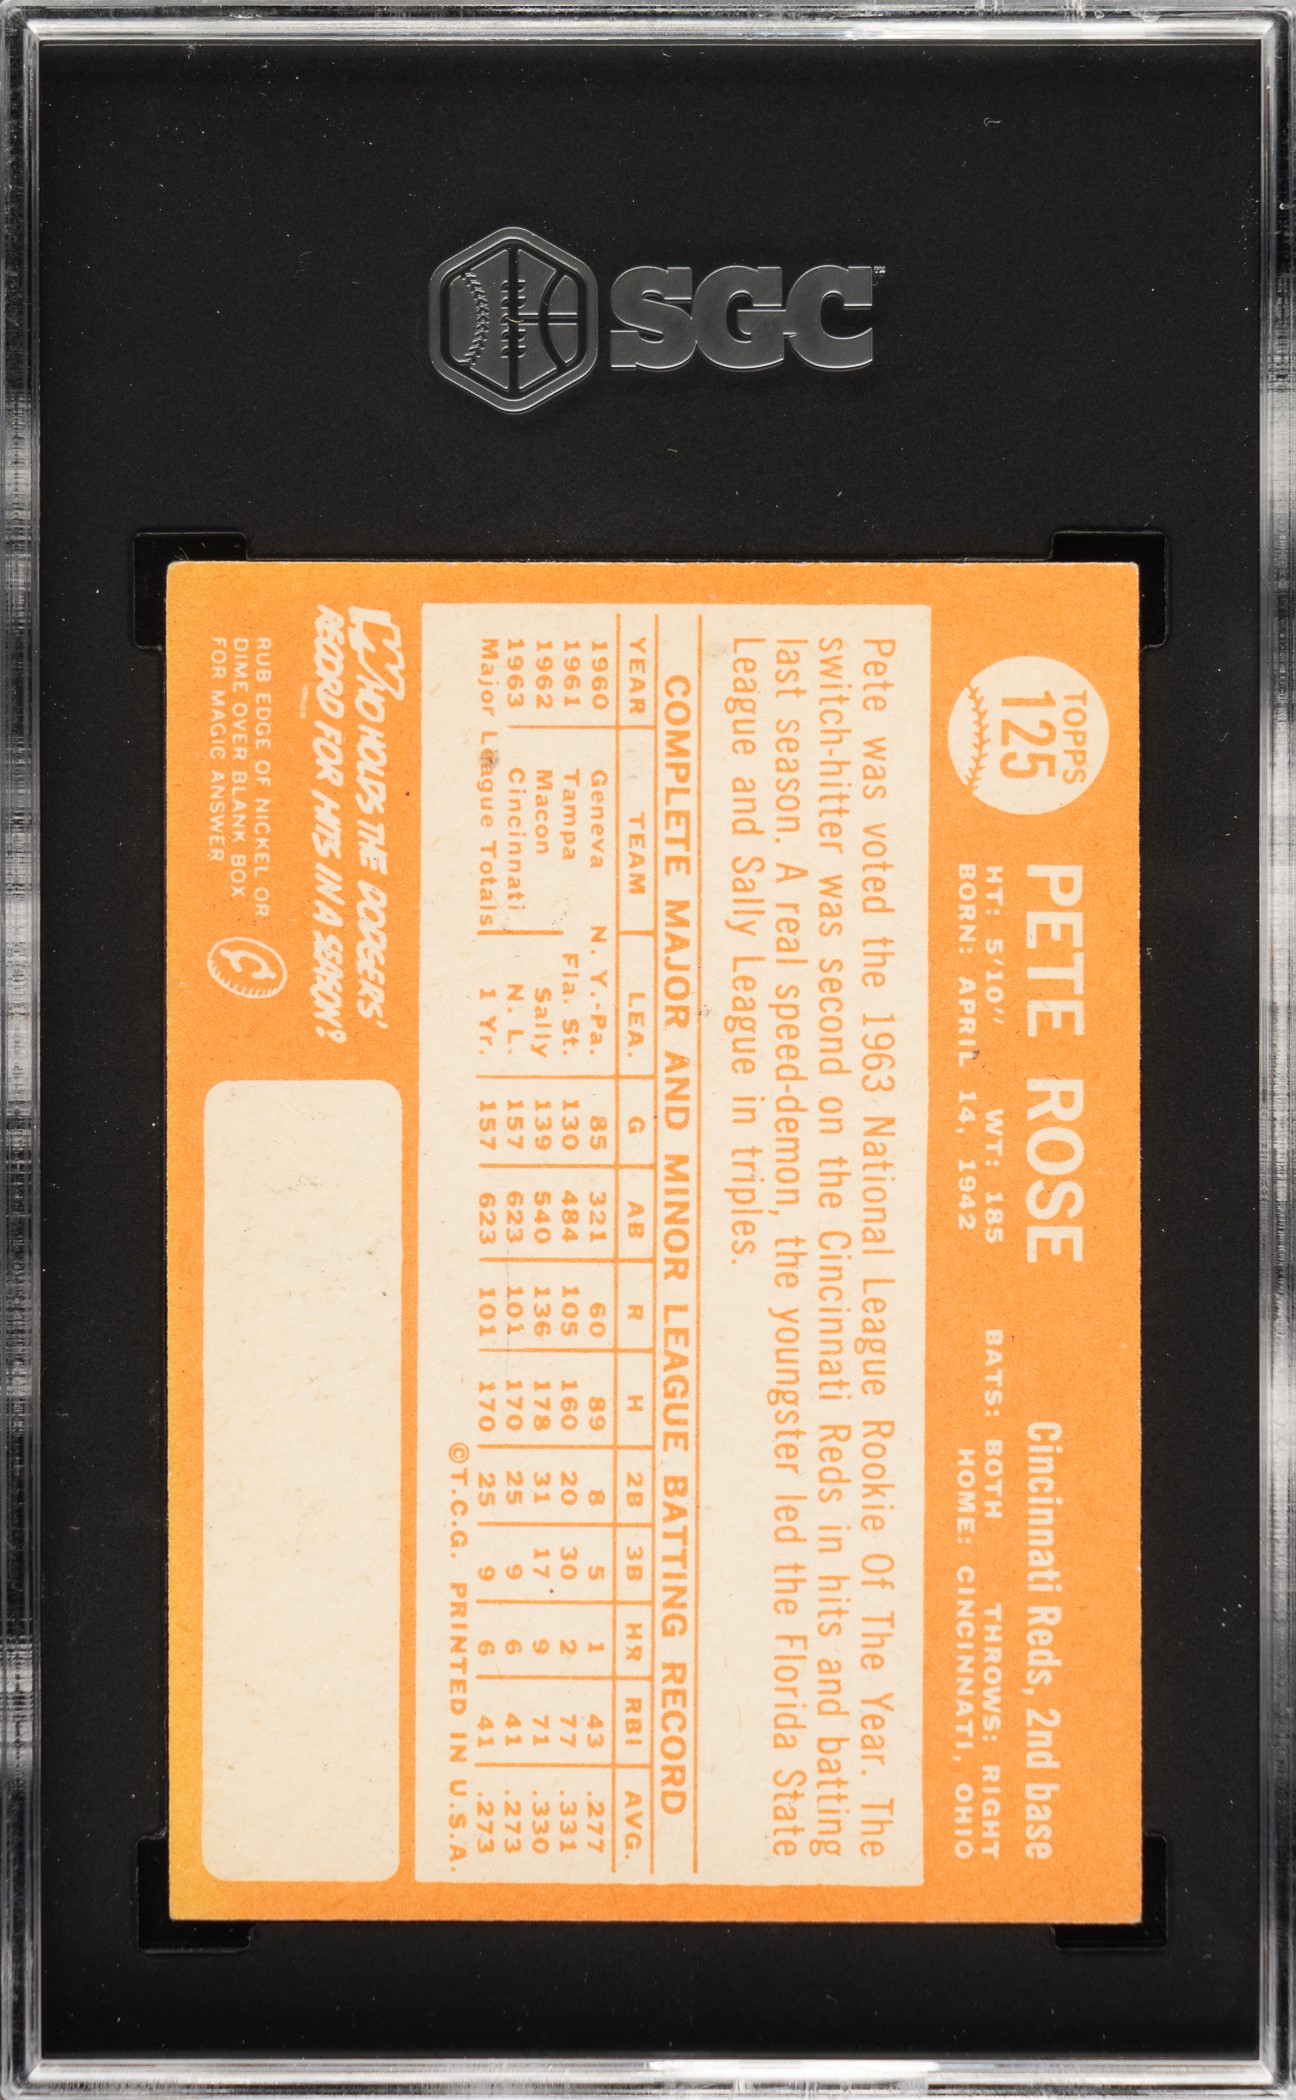 SGC™
TOPPS
125
PETE ROSE
Cincinnati Reds, 2nd base
HT: 5'10" WT: 185 BATS: BOTH THROWS: RIGHT
BORN: APRIL 14, 1942 HOME: CINCINNATI, OHIO
Pete was voted the 1963 National League Rookie Of The Year. The
switch-hitter was second on the Cincinnati Reds in hits and batting
last season. A real speed-demon, the youngster led the Florida State
League and Sally League in triples.
COMPLETE MAJOR AND MINOR LEAGUE BATTING RECORD
YEAR TEAM LEA. G AB R H 2B 3B HR RBI AVG.
1960 Geneva N. Y.-Pa. 85 321 60 89 8 5 1 43 .277
1961 Tampa Fla. St. 130 484 105 160 20 30 2 77 .331
1962 Macon Sally 139 540 136 178 31 17 9 71 .330
1963 Cincinnati N. L. 157 623 101 170 25 9 6 41 .273
Major League Totals 1 Yr. 157 623 101 170 25 9 6 41 .273
©T.C.G. PRINTED IN U.S.A.
WHO HOLDS THE DODGERS'
RECORD FOR HITS IN A SEASON?
RUB EDGE OF NICKEL OR
DIME OVER BLANK BOX
FOR MAGIC ANSWER